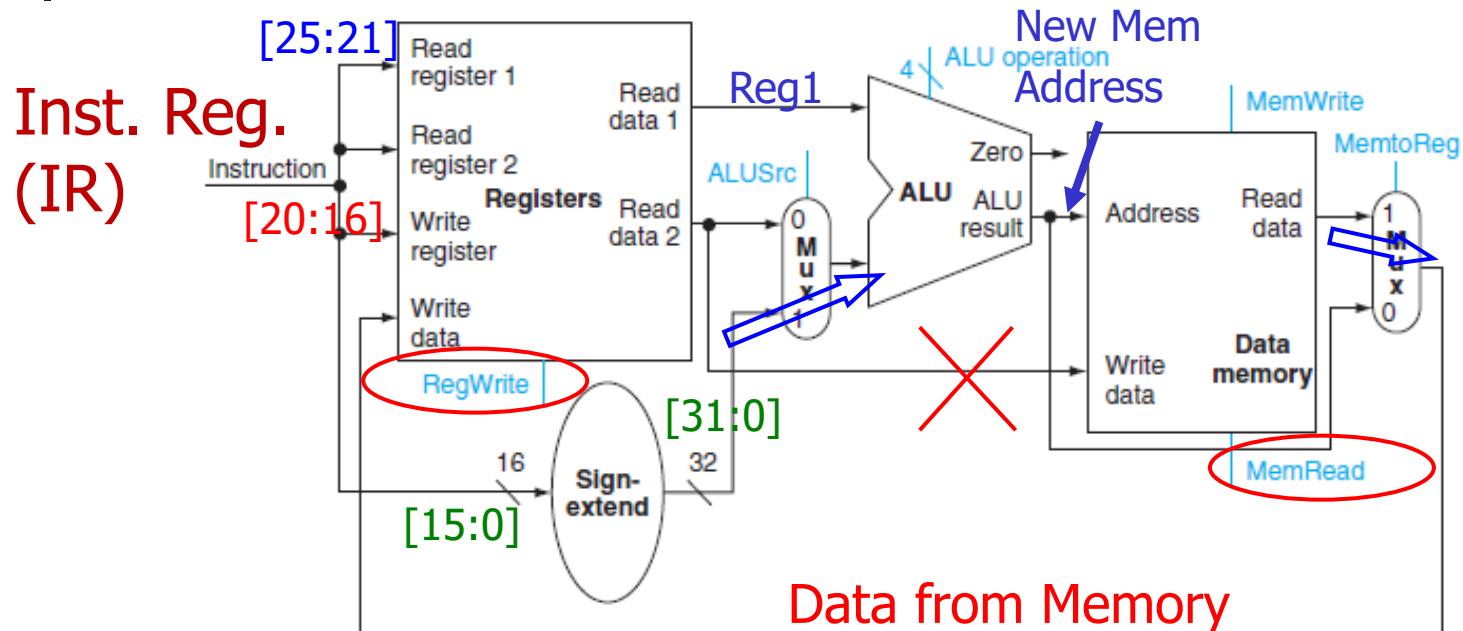 [25:21]
Inst. Reg.
(IR)
Instruction
[20:16]
Read
register 1
Read
register 2
Write
register
Write
data
Registers
Read
data 1
Read
data 2
RegWrite
16
[15:0]
Sign-
extend
32
[31:0]
Reg1
ALUSrc
0
M
u
x
1
4
ALU operation
ALU
Zero
ALU
result
New Mem
Address
MemWrite
Address
Read
data
Write
data
Data
memory
MemRead
MemtoReg
1
M
u
x
0
Data from Memory